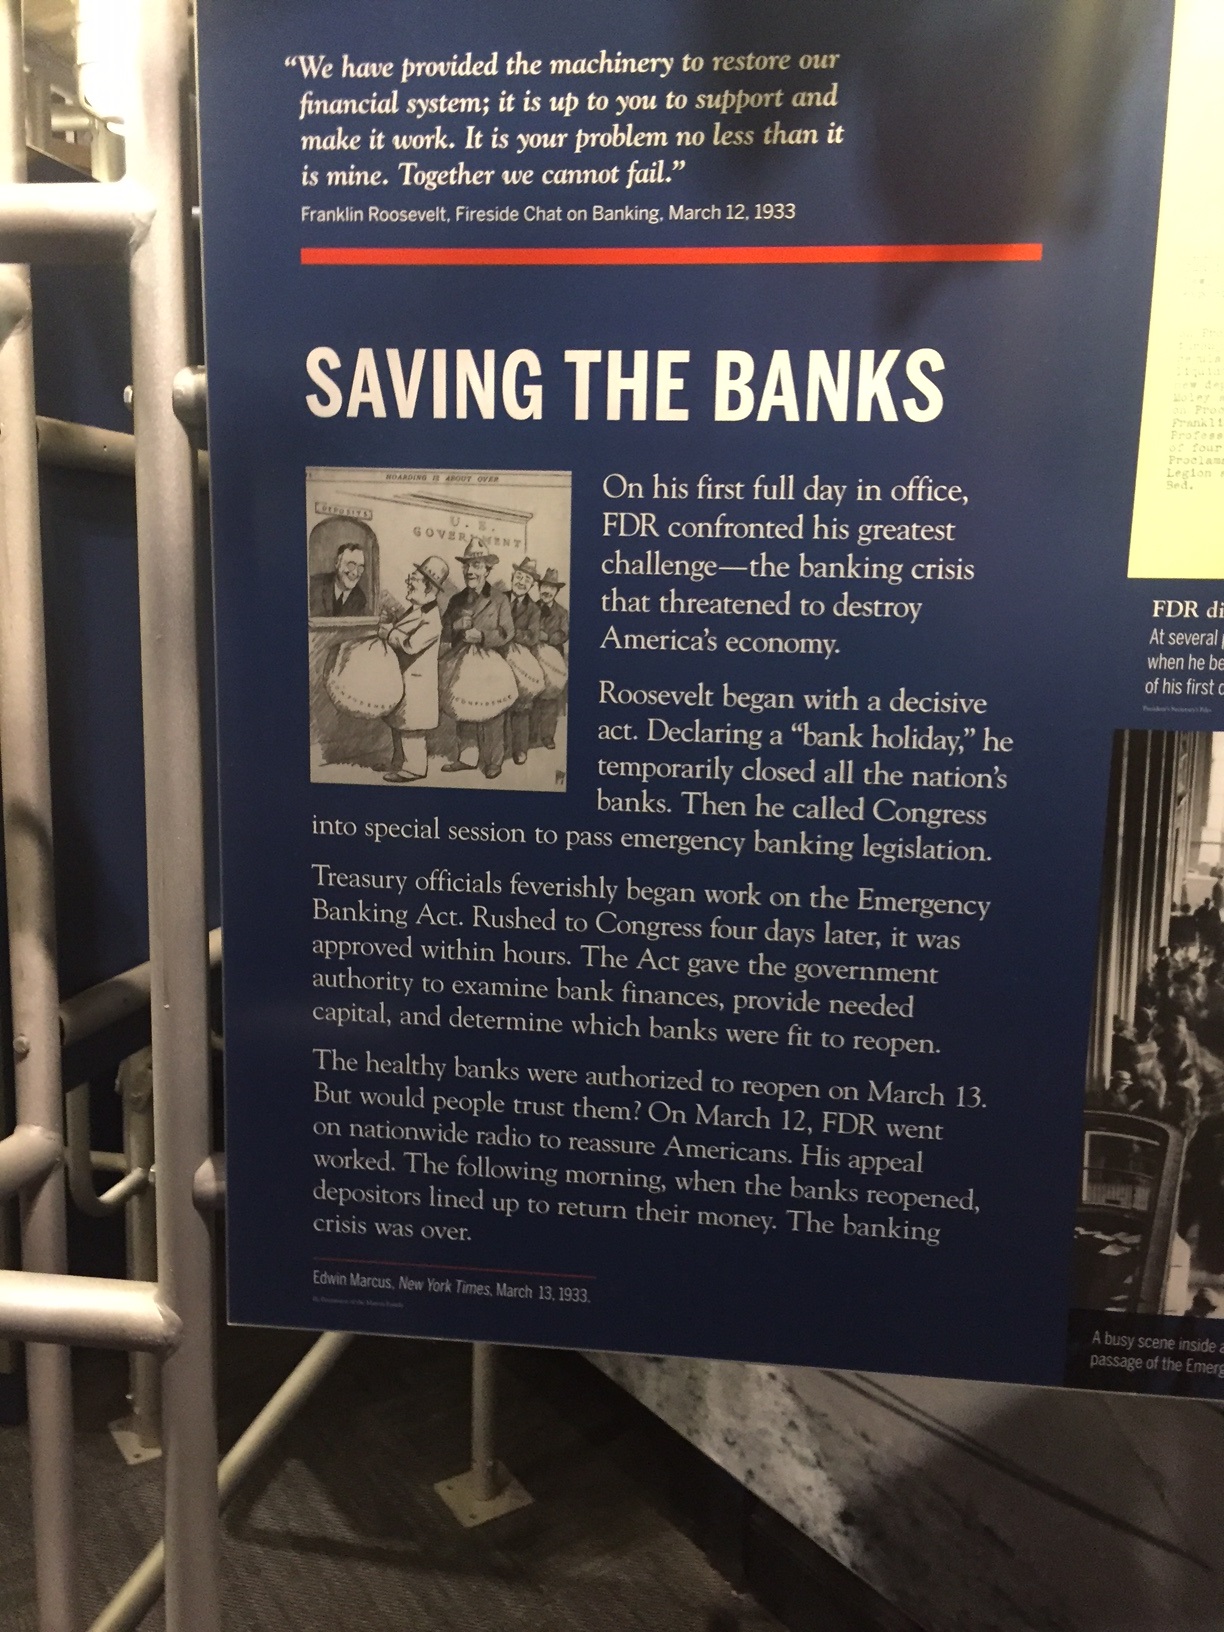 “We have provided the machinery to restore our
financial system; it is up to you to support and
make it work. It is your problem no less than it
is mine. Together we cannot fail.”
Franklin Roosevelt, Fireside Chat on Banking, March 12, 1933
SAVING THE BANKS
HOARDING IS ABOUT OVER
DEPOSITS
U. S.
GOVERNMENT
CONFIDENCE
On his first full day in office,
FDR confronted his greatest
challenge—the banking crisis
that threatened to destroy
America’s economy.
Roosevelt began with a decisive
act. Declaring a “bank holiday,” he
temporarily closed all the nation’s
banks. Then he called Congress
into special session to pass emergency banking legislation.
Treasury officials feverishly began work on the Emergency
Banking Act. Rushed to Congress four days later, it was
approved within hours. The Act gave the government
authority to examine bank finances, provide needed
capital, and determine which banks were fit to reopen.
The healthy banks were authorized to reopen on March 13.
But would people trust them? On March 12, FDR went
on nationwide radio to reassure Americans. His appeal
worked. The following morning, when the banks reopened,
depositors lined up to return their money. The banking
crisis was over.
Edwin Marcus, New York Times, March 13, 1933.
Legion
Bed.
FDR di
At several
when he be
of his first
A busy scene inside a
passage of the Emerg